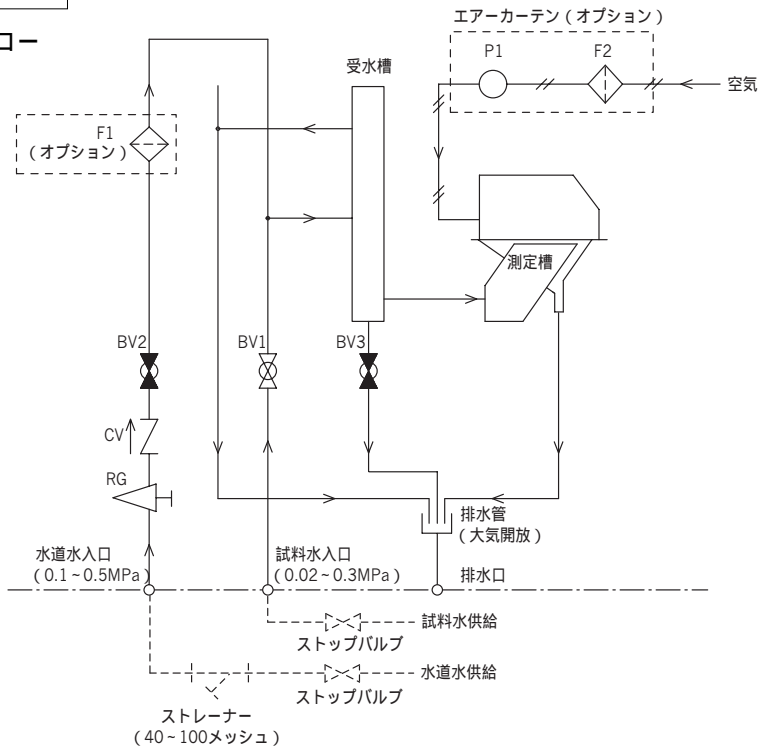 ロー
エアーカーテン（オプション）
P1
F2
空気
受水槽
F1
（オプション）
測定槽
BV2
BV1
BV3
CV
RG
排水管
（大気開放）
水道水入口
（0.1～0.5MPa）
試料水入口
（0.02～0.3MPa）
排水口
試料水供給
ストップバルブ
水道水供給
ストップバルブ
ストレーナー
（40～100メッシュ）